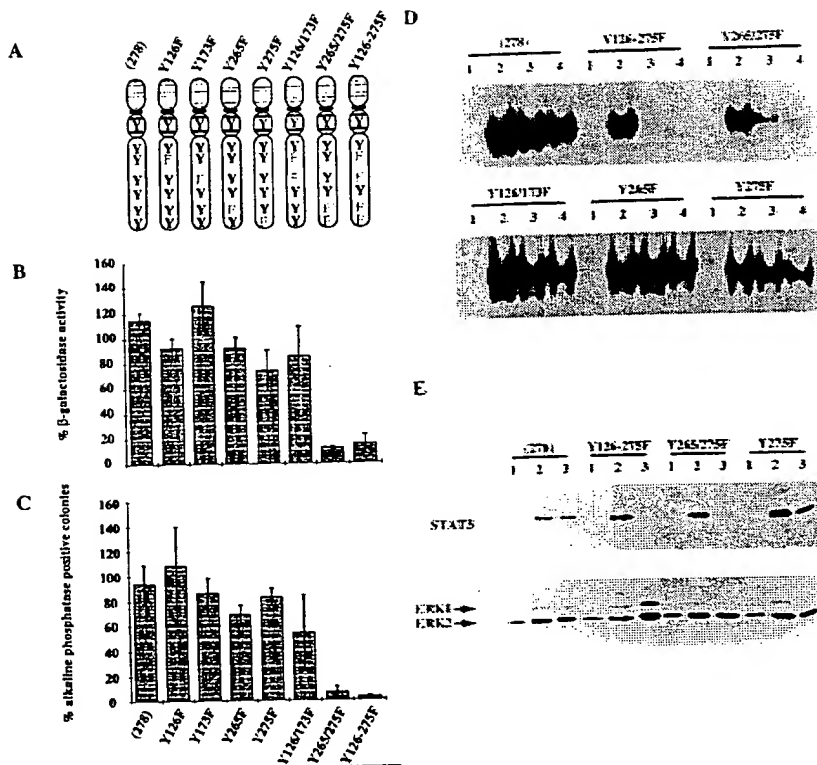 A
(278)
Y126F
Y173F
Y265F
Y275F
Y126/173F
Y265/275F
Y126-275F
Y Y Y Y Y Y Y Y
B
% β-galactosidase activity
160
140
120
100
80
60
40
20
0
C
% alkaline phosphatase positive colonies
160
140
120
100
80
60
40
20
0
(278)
Y126F
Y173F
Y265F
Y275F
Y126/173F
Y265/275F
Y126-275F
D
(278) Y126-275F Y265/275F
1 2 3 4 1 2 3 4 1 2 3 4
Y126/173F Y265F Y275F
1 2 3 4 1 2 3 4 1 2 3 4
E
(278) Y126-275F Y265/275F Y275F
1 2 3 1 2 3 1 2 3 1 2 3
STAT3
ERK1
ERK2